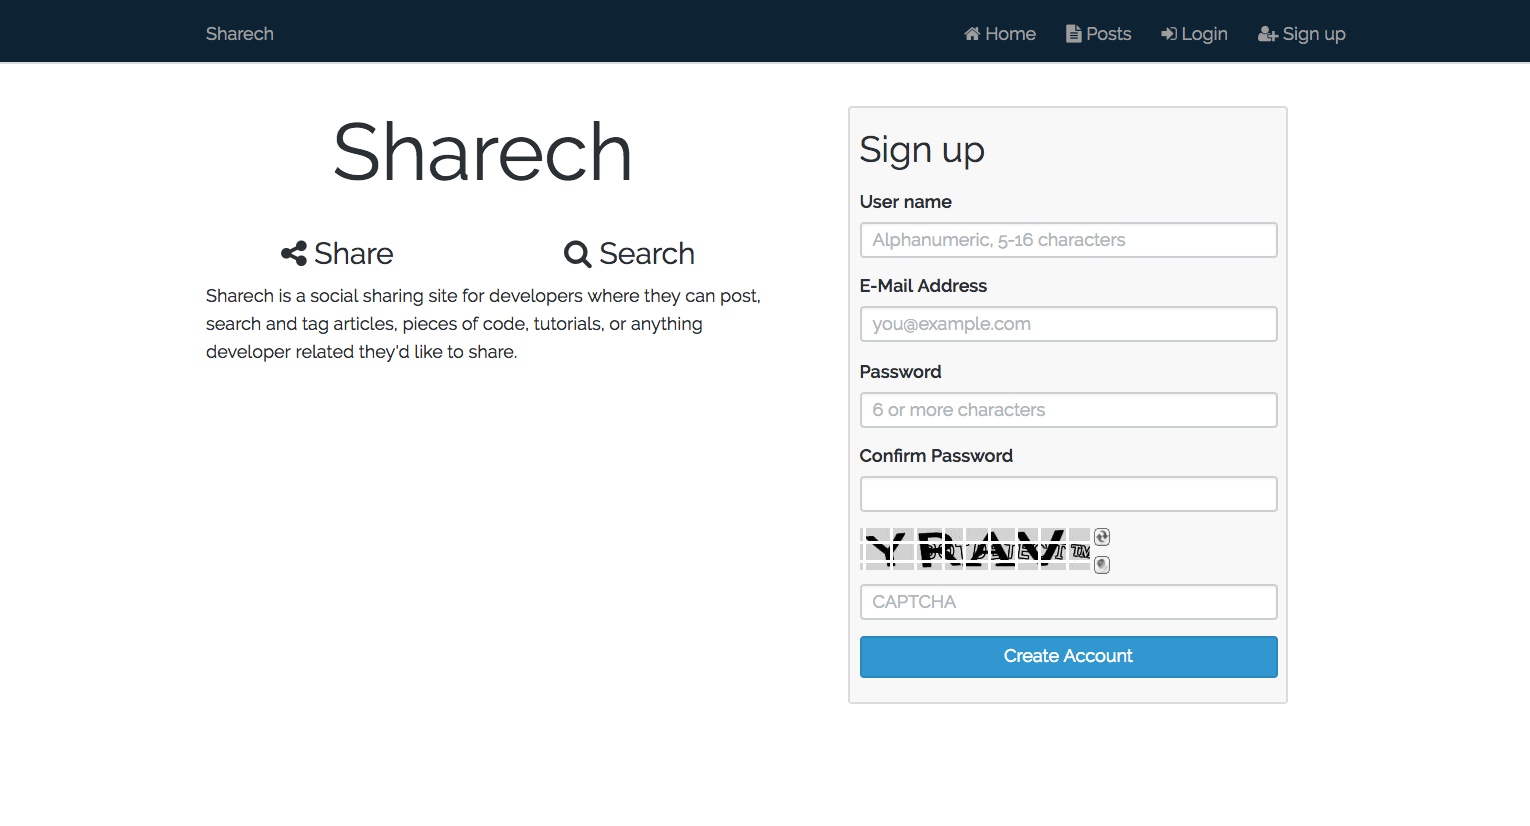 Sharech
Home Posts Login Sign up
Sharech
Share Search
Sharech is a social sharing site for developers where they can post,
search and tag articles, pieces of code, tutorials, or anything
developer related they'd like to share.
Sign up
User name
Alphanumeric, 5-16 characters
E-Mail Address
you@example.com
Password
6 or more characters
Confirm Password
CAPTCHA
Create Account